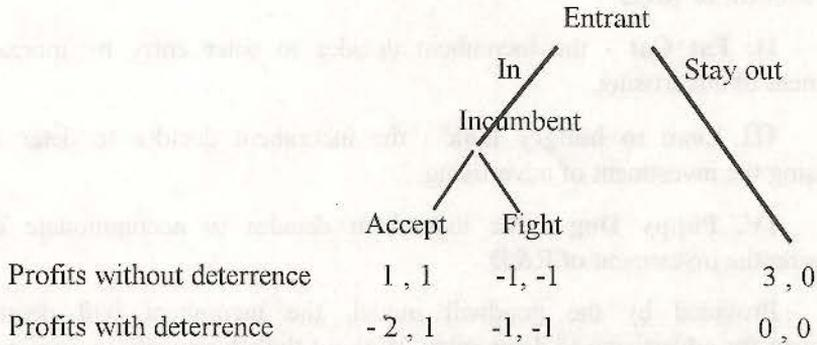 Entrant
In Stay out
Incumbent
Accept Fight
Profits without deterrence 1 , 1 -1, -1 3 , 0
Profits with deterrence -2, 1 -1, -1 0 , 0